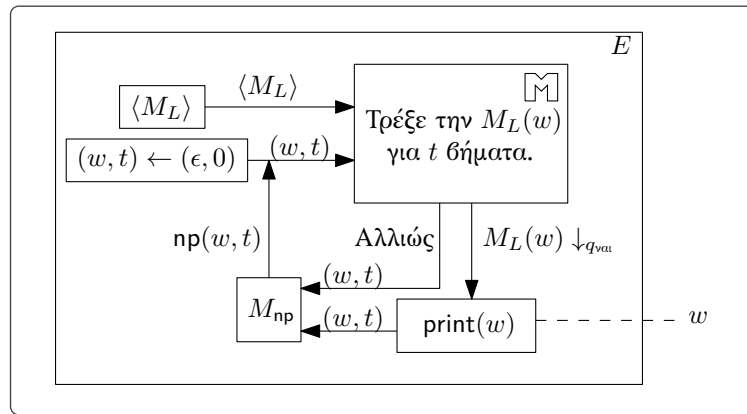 E
⟨M_L⟩
⟨M_L⟩
Τρέξε την M_L(w)
για t βήματα.
(w, t) ← (ϵ, 0)
(w, t)
np(w, t)
Αλλιώς
M_L(w) ↓_{q_ναι}
(w, t)
M_np
(w, t)
print(w)
w